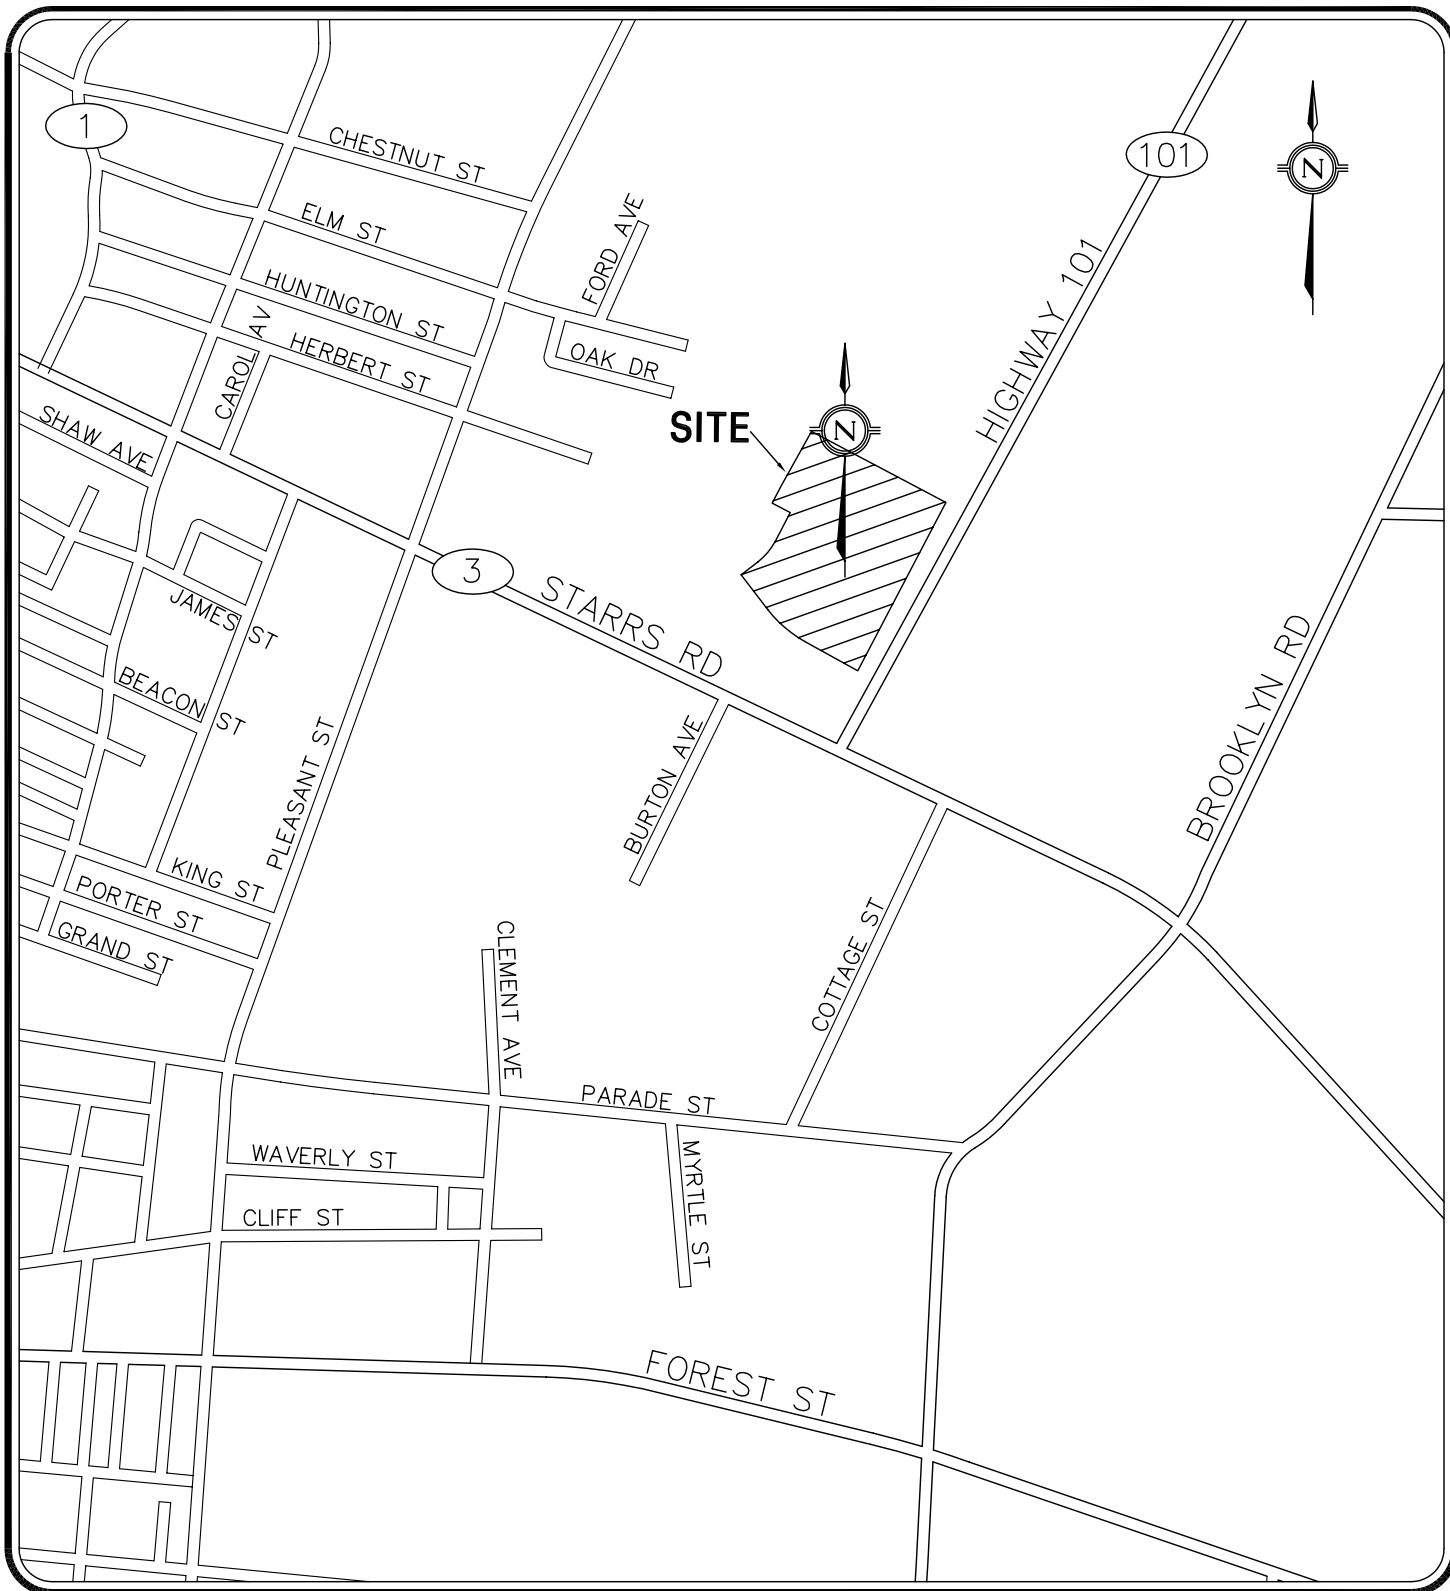 1
CHESTNUT ST
101
N
ELM ST
FORD AVE
HUNTINGTON ST
HIGHWAY 101
CAROL AV
HERBERT ST
OAK DR
SHAW AVE
SITE
N
3
STARRS RD
JAMES ST
BEACON ST
PLEASANT ST
BURTON AVE
BROOKLYN RD
KING ST
PORTER ST
GRAND ST
CLEMENT AVE
COTTAGE ST
PARADE ST
WAVERLY ST
MYRTLE ST
CLIFF ST
FOREST ST